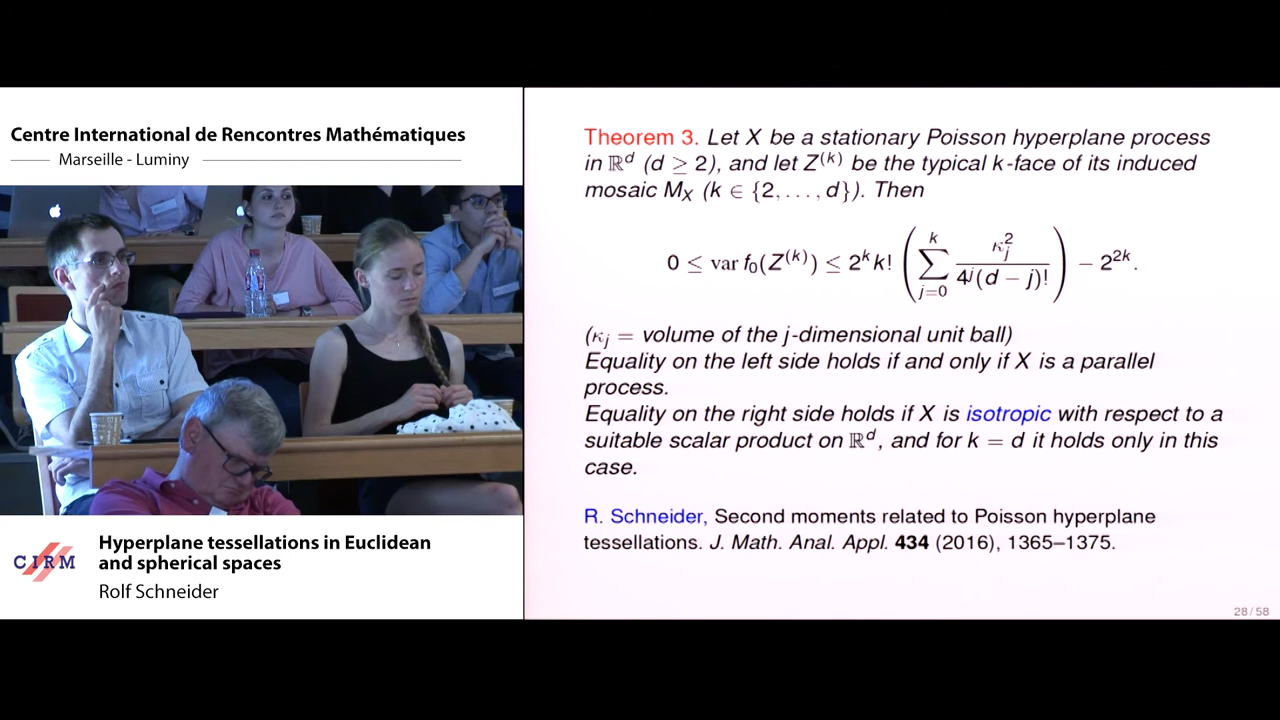 Centre International de Rencontres Mathématiques
Marseille - Luminy
CIRM
Hyperplane tessellations in Euclidean
and spherical spaces
Rolf Schneider
Theorem 3. Let X be a stationary Poisson hyperplane process
in ℝ^d (d ≥ 2), and let Z^(k) be the typical k-face of its induced
mosaic M_X (k ∈ {2, . . . , d}). Then
0 ≤ var f_0(Z^(k)) ≤ 2^k k! ( ∑_{j=0}^{k} κ_j^2 / 4^j(d − j)! ) − 2^{2k}.
(κ_j = volume of the j-dimensional unit ball)
Equality on the left side holds if and only if X is a parallel
process.
Equality on the right side holds if X is isotropic with respect to a
suitable scalar product on ℝ^d, and for k = d it holds only in this
case.
R. Schneider, Second moments related to Poisson hyperplane
tessellations. J. Math. Anal. Appl. 434 (2016), 1365–1375.
28 / 58